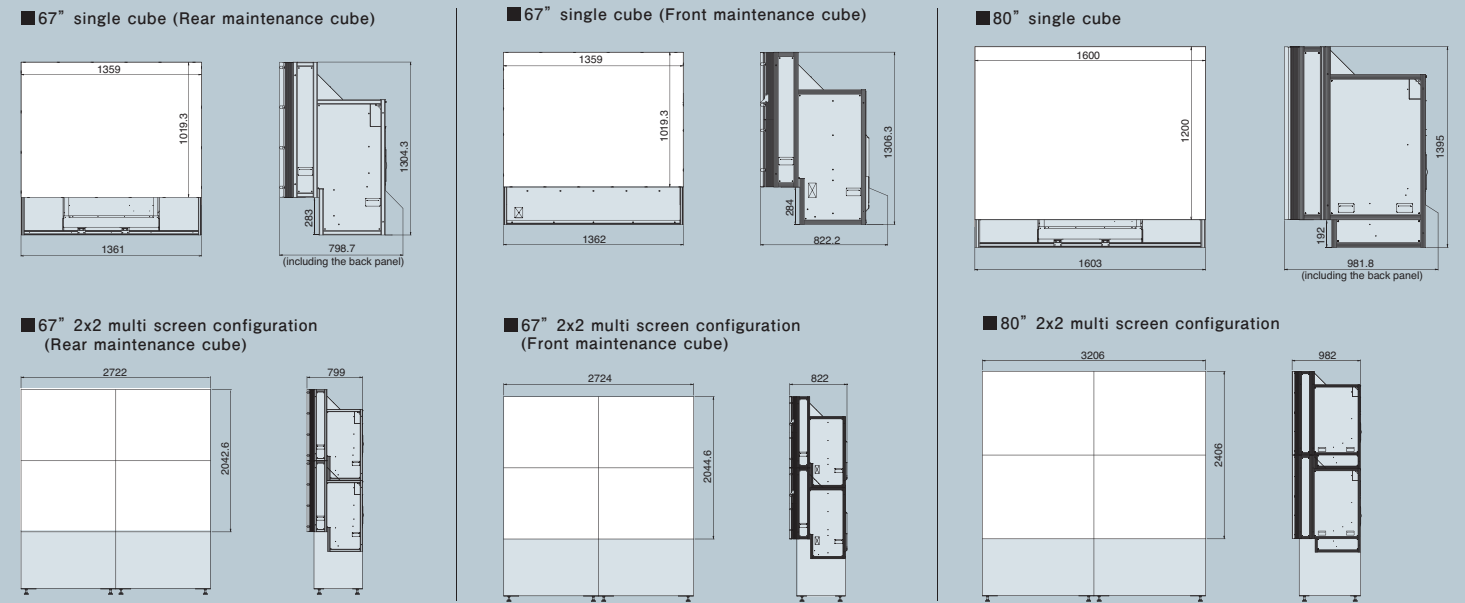 ■67” single cube (Rear maintenance cube)
1359
1019.3
1304.3
283
1361
798.7
(including the back panel)
■67” single cube (Front maintenance cube)
1359
1019.3
1306.3
284
1362
822.2
■80” single cube
1600
1200
1395
192
1603
981.8
(including the back panel)
■67” 2x2 multi screen configuration
(Rear maintenance cube)
2722
799
2042.6
■67” 2x2 multi screen configuration
(Front maintenance cube)
2724
822
2044.6
■80” 2x2 multi screen configuration
3206
982
2406